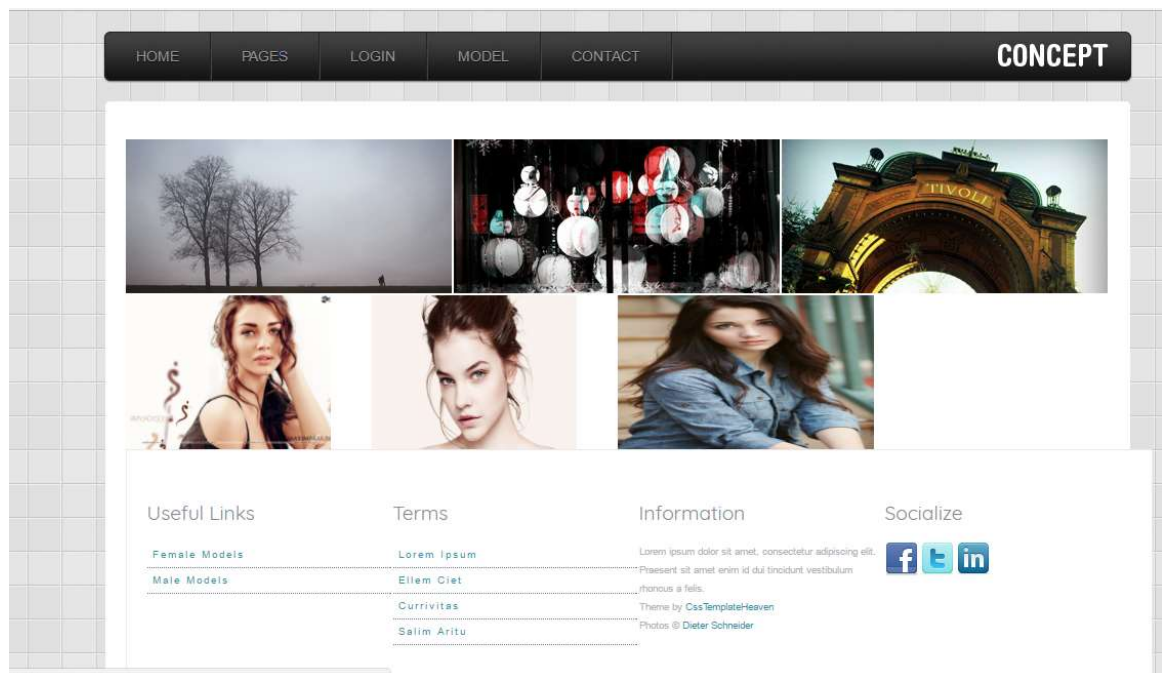 HOME PAGES LOGIN MODEL CONTACT CONCEPT
TIVOLI
Useful Links
Female Models
Male Models
Terms
Lorem Ipsum
Ellem Ciet
Currivitas
Salim Aritu
Information
Lorem ipsum dolor sit amet, consectetur adipiscing elit.
Praesent sit amet enim id dui tincidunt vestibulum
rhoncus a felis.
Theme by CssTemplateHeaven
Photos © Dieter Schneider
Socialize
f t in